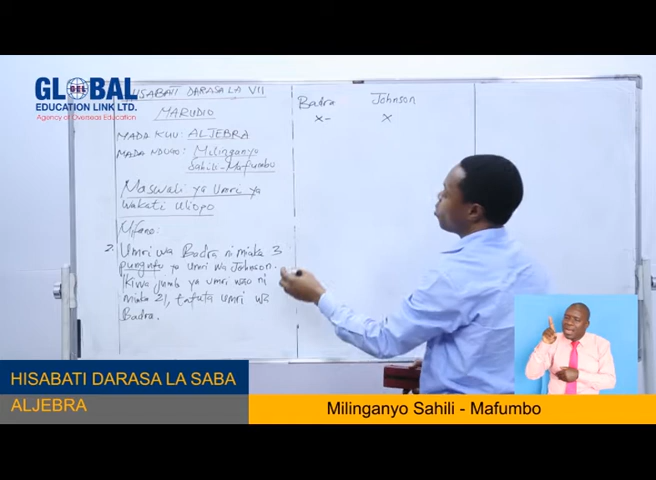 GLOBAL
GEL
EDUCATION LINK LTD.
Agency of Overseas Education
HISABATI DARASA LA VII
MARUDIO
MADA KUU: ALJEBRA
MADA NDOGO: Milinganyo
Sahili - Mafumbo
Maswali ya Umri ya
wakati uliopo
Mfano:
2. Umri wa Badra ni miaka 3
pungufu ya umri wa Johnson.
Ikiwa jumla ya umri wao ni
miaka 21, tafuta umri wa
Badra.
Badra Johnson
x- x
HISABATI DARASA LA SABA
ALJEBRA
Milinganyo Sahili - Mafumbo